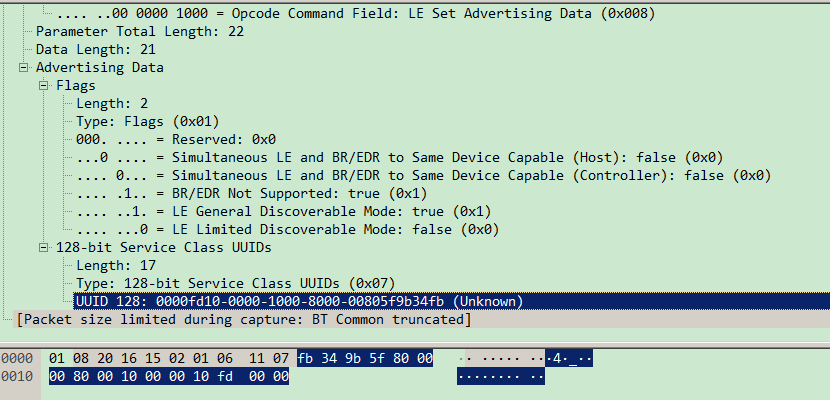 .... ..00 0000 1000 = Opcode Command Field: LE Set Advertising Data (0x008)
Parameter Total Length: 22
Data Length: 21
Advertising Data
Flags
Length: 2
Type: Flags (0x01)
000. .... = Reserved: 0x0
...0 .... = Simultaneous LE and BR/EDR to Same Device Capable (Host): false (0x0)
.... 0... = Simultaneous LE and BR/EDR to Same Device Capable (Controller): false (0x0)
.... .1.. = BR/EDR Not Supported: true (0x1)
.... ..1. = LE General Discoverable Mode: true (0x1)
.... ...0 = LE Limited Discoverable Mode: false (0x0)
128-bit Service Class UUIDs
Length: 17
Type: 128-bit Service Class UUIDs (0x07)
UUID 128: 0000fd10-0000-1000-8000-00805f9b34fb (Unknown)
[Packet size limited during capture: BT Common truncated]
0000 01 08 20 16 15 02 01 06 11 07 fb 34 9b 5f 80 00 ·· ····· ···4·_··
0010 00 80 00 10 00 00 10 fd 00 00 ········ ··